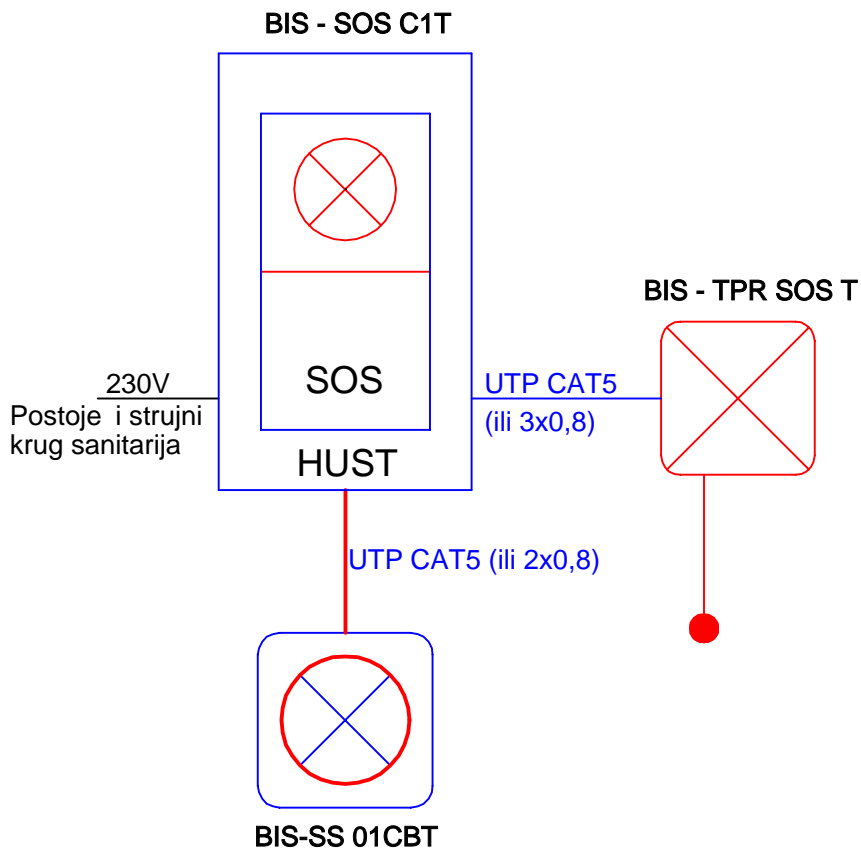 BIS - SOS C1T
BIS - TPR SOS T
SOS
HUST
230V
Postoje i strujni
krug sanitarija
UTP CAT5
(ili 3x0,8)
UTP CAT5 (ili 2x0,8)
BIS-SS 01CBT